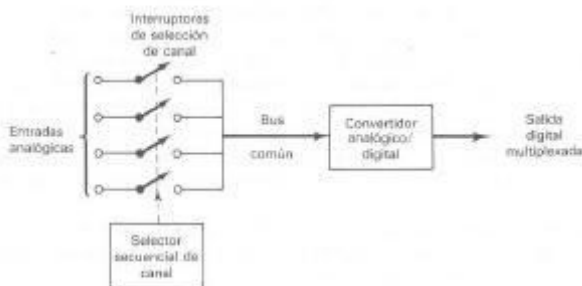 Interruptores
de selección
de canal
Entradas
analógicas
Bus
común
Convertidor
analógico/
digital
Salida
digital
multiplexada
Selector
secuencial de
canal